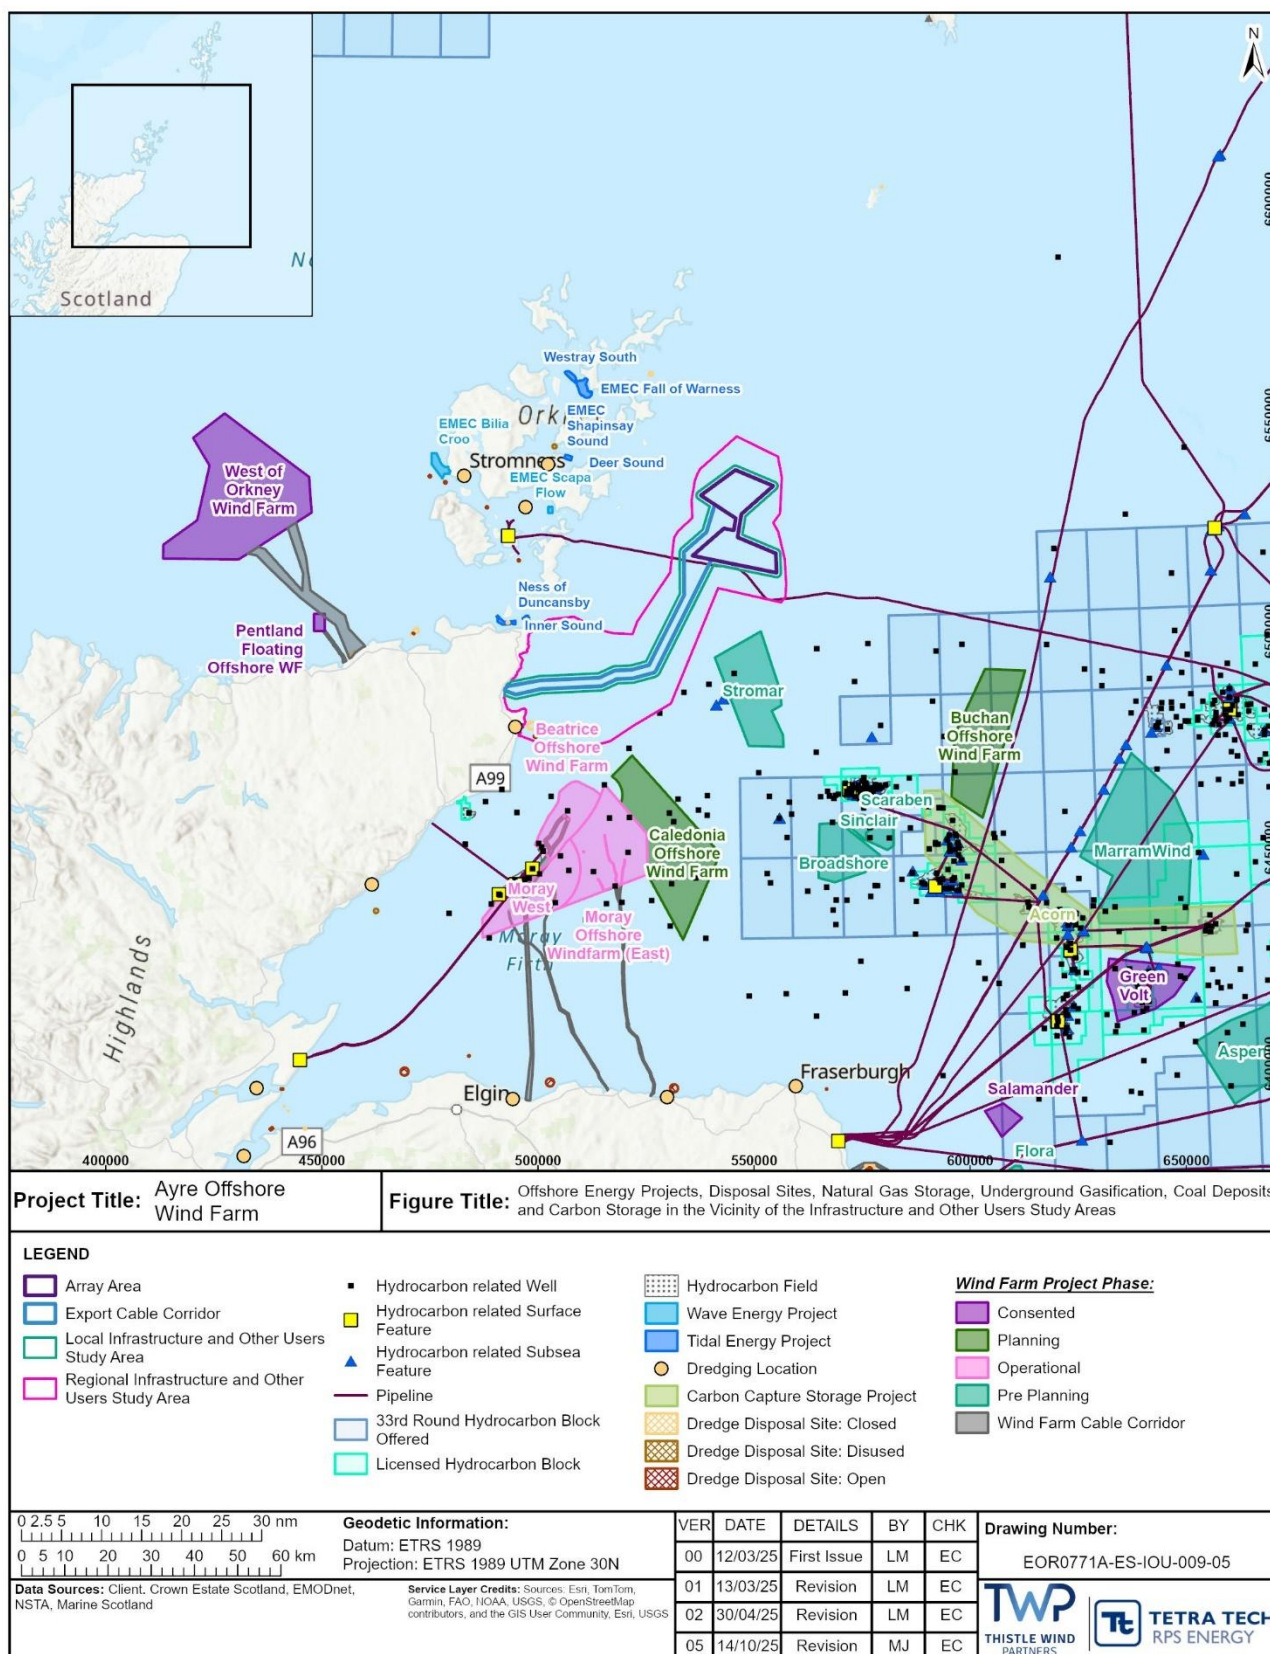 N
Scotland
Westray South
EMEC Fall of Warness
EMEC
Shapinsay
Sound
EMEC Bilia
Croo
Stromness
Deer Sound
EMEC Scapa
Flow
West of
Orkney
Wind Farm
Ness of
Duncansby
Inner Sound
Pentland
Floating
Offshore WF
Stromar
Beatrice
Offshore
Wind Farm
Buchan
Offshore
Wind Farm
A99
Scaraben
Sinclair
Caledonia
Offshore
Wind Farm
Broadshore
MarramWind
Moray
West
Acorn
Moray
Offshore
Windfarm (East)
Moray
Firth
Highlands
Green
Volt
Aspen
Elgin
Fraserburgh
Salamander
A96
Flora
6600000
6550000
6500000
6450000
6400000
400000 450000 500000 550000 600000 650000
Project Title: Ayre Offshore
Wind Farm
Figure Title: Offshore Energy Projects, Disposal Sites, Natural Gas Storage, Underground Gasification, Coal Deposits
and Carbon Storage in the Vicinity of the Infrastructure and Other Users Study Areas
LEGEND
Array Area
Export Cable Corridor
Local Infrastructure and Other Users
Study Area
Regional Infrastructure and Other
Users Study Area
Hydrocarbon related Well
Hydrocarbon related Surface
Feature
Hydrocarbon related Subsea
Feature
Pipeline
33rd Round Hydrocarbon Block
Offered
Licensed Hydrocarbon Block
Hydrocarbon Field
Wave Energy Project
Tidal Energy Project
Dredging Location
Carbon Capture Storage Project
Dredge Disposal Site: Closed
Dredge Disposal Site: Disused
Dredge Disposal Site: Open
Wind Farm Project Phase:
Consented
Planning
Operational
Pre Planning
Wind Farm Cable Corridor
0 2.5 5 10 15 20 25 30 nm
0 5 10 20 30 40 50 60 km
Geodetic Information:
Datum: ETRS 1989
Projection: ETRS 1989 UTM Zone 30N
Data Sources: Client. Crown Estate Scotland, EMODnet,
NSTA, Marine Scotland
Service Layer Credits: Sources: Esri, TomTom,
Garmin, FAO, NOAA, USGS, © OpenStreetMap
contributors, and the GIS User Community, Esri, USGS
VER DATE DETAILS BY CHK
00 12/03/25 First Issue LM EC
01 13/03/25 Revision LM EC
02 30/04/25 Revision LM EC
05 14/10/25 Revision MJ EC
Drawing Number:
EOR0771A-ES-IOU-009-05
TWP
THISTLE WIND
PARTNERS
TETRA TECH
RPS ENERGY